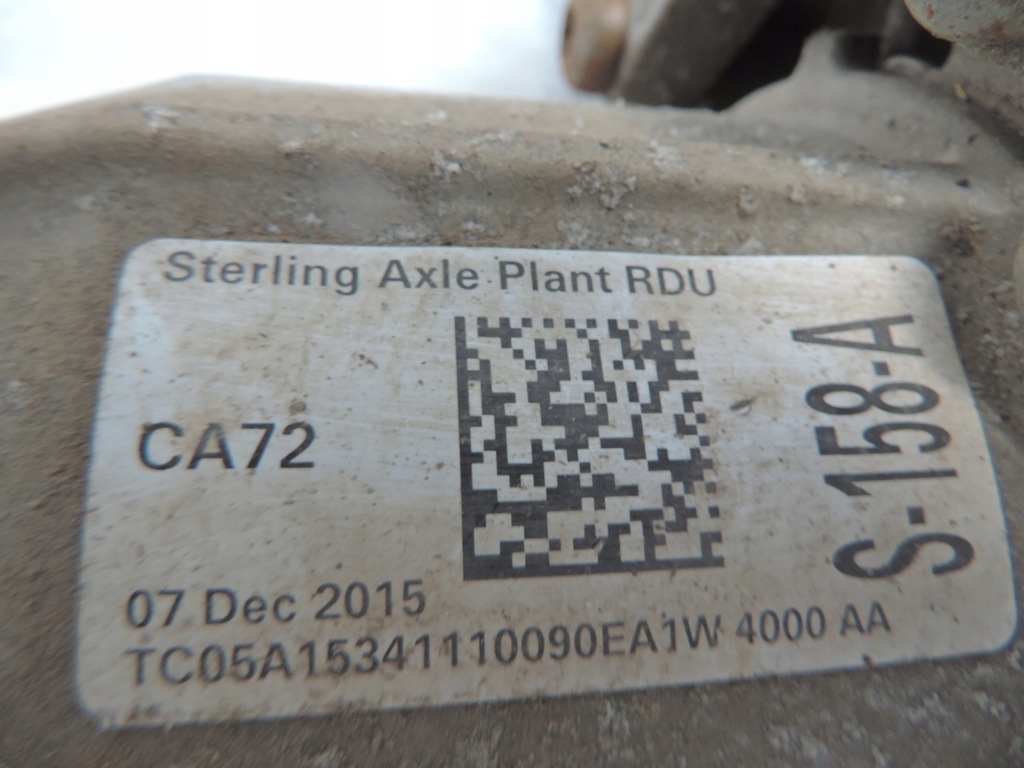 Sterling Axle Plant RDU
CA72
S-158-A
07 Dec 2015
TC05A15341110090EA1W 4000 AA